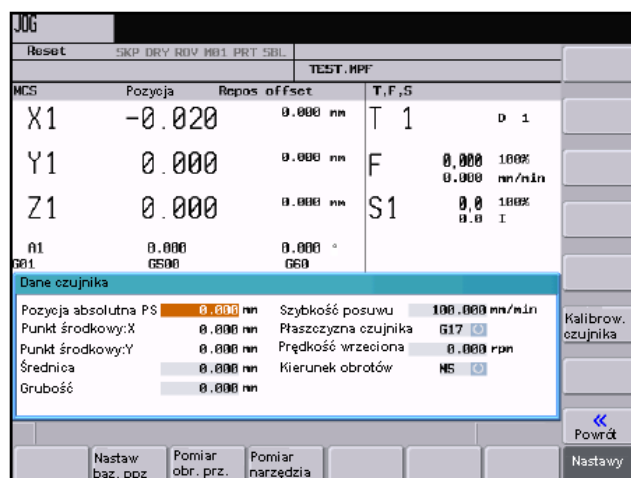 JOG
Reset SKP DRY ROV M01 PRT SBL
TEST.MPF
MCS Pozycja Repos offset T,F,S
X1 -0.020 0.000 mm T 1 D 1
Y1 0.000 0.000 mm F 0,000 100%
0.000 mm/min
Z1 0.000 0.000 mm S1 0,0 100%
0.0 I
A1 0.000 0.000 °
G01 G500 G60
Dane czujnika
Pozycja absolutna PS 0.000 mm Szybkość posuwu 100.000 mm/min
Punkt środkowy:X 0.000 mm Płaszczyzna czujnika G17
Punkt środkowy:Y 0.000 mm Prędkość wrzeciona 0.000 rpm
Średnica 0.000 mm Kierunek obrotów M5
Grubość 0.000 mm
Kalibrow.
czujnika
«
Powrót
Nastaw
baz. ppz
Pomiar
obr. prz.
Pomiar
narzędzia
Nastawy